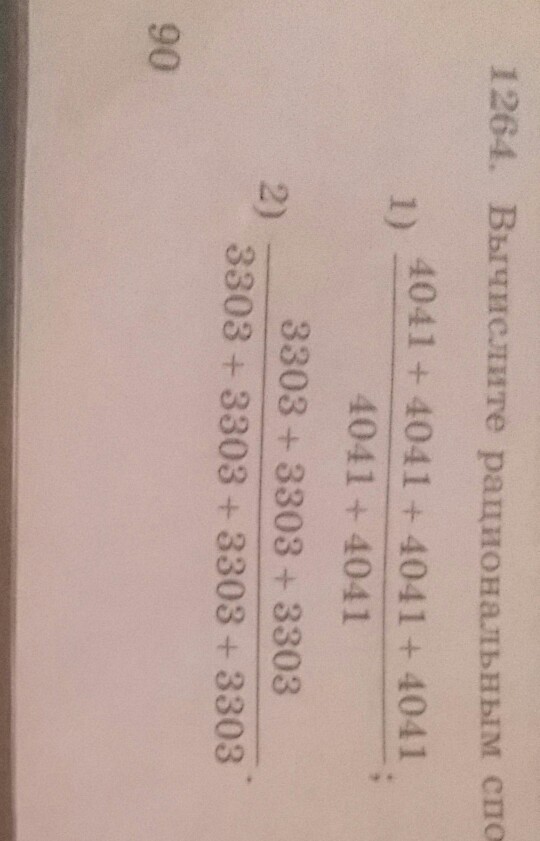 1264. Вычислите рациональным
1) 4041 + 4041 + 4041 + 4041
4041 + 4041 ;
2) 3303 + 3303 + 3303
3303 + 3303 + 3303 + 3303 .
90